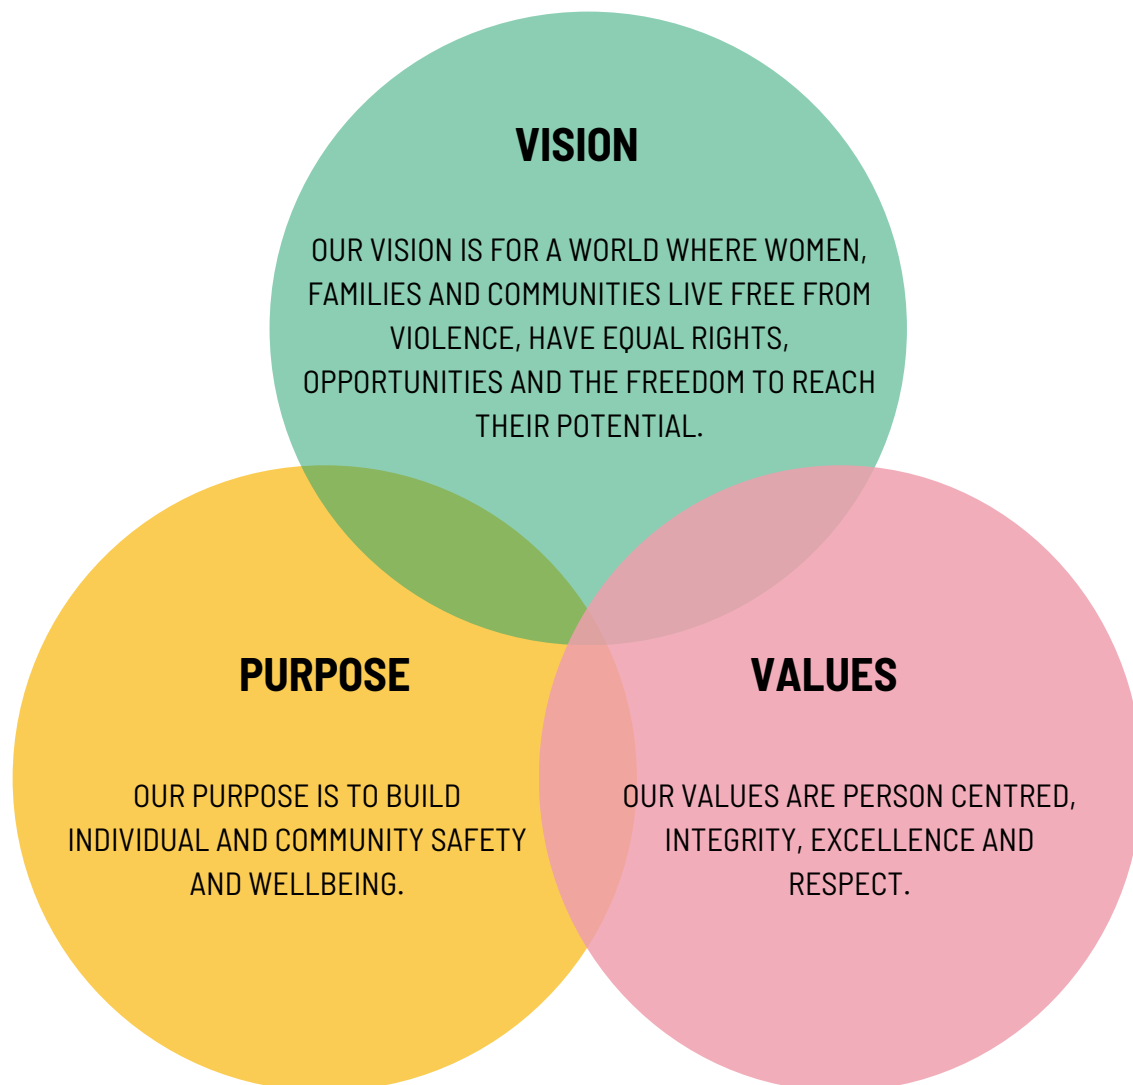 VISION
OUR VISION IS FOR A WORLD WHERE WOMEN,
FAMILIES AND COMMUNITIES LIVE FREE FROM
VIOLENCE, HAVE EQUAL RIGHTS,
OPPORTUNITIES AND THE FREEDOM TO REACH
THEIR POTENTIAL.
PURPOSE
OUR PURPOSE IS TO BUILD
INDIVIDUAL AND COMMUNITY SAFETY
AND WELLBEING.
VALUES
OUR VALUES ARE PERSON CENTRED,
INTEGRITY, EXCELLENCE AND
RESPECT.